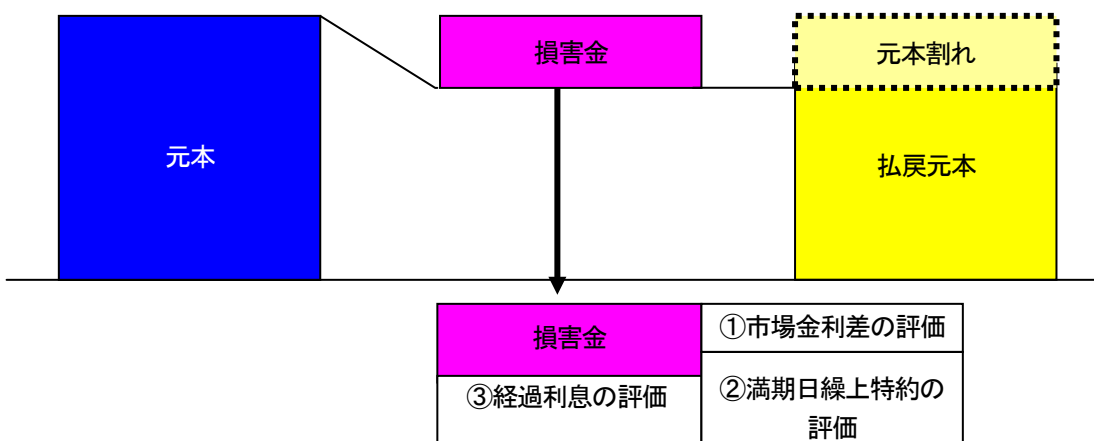 損害金
元本割れ
元本
払戻元本
損害金
①市場金利差の評価
③経過利息の評価
②満期日繰上特約の
評価